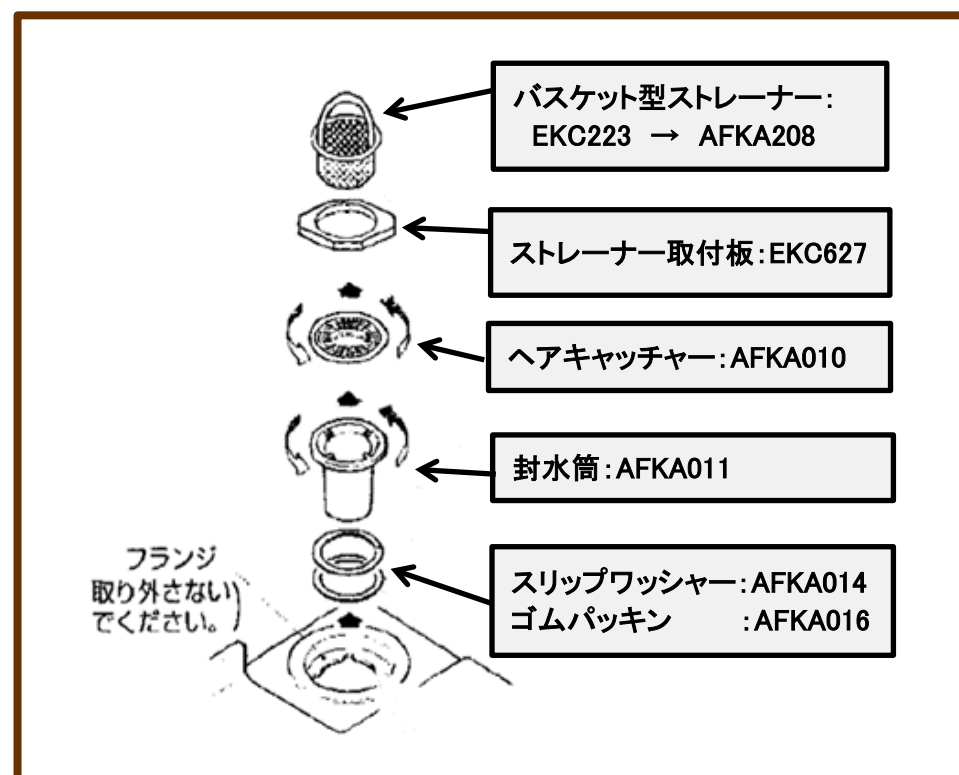 バスケット型ストレーナー:
EKC223 → AFKA208
ストレーナー取付板:EKC627
ヘアキャッチャー:AFKA010
封水筒:AFKA011
スリップワッシャー:AFKA014
ゴムパッキン :AFKA016
フランジ
取り外さない
でください。